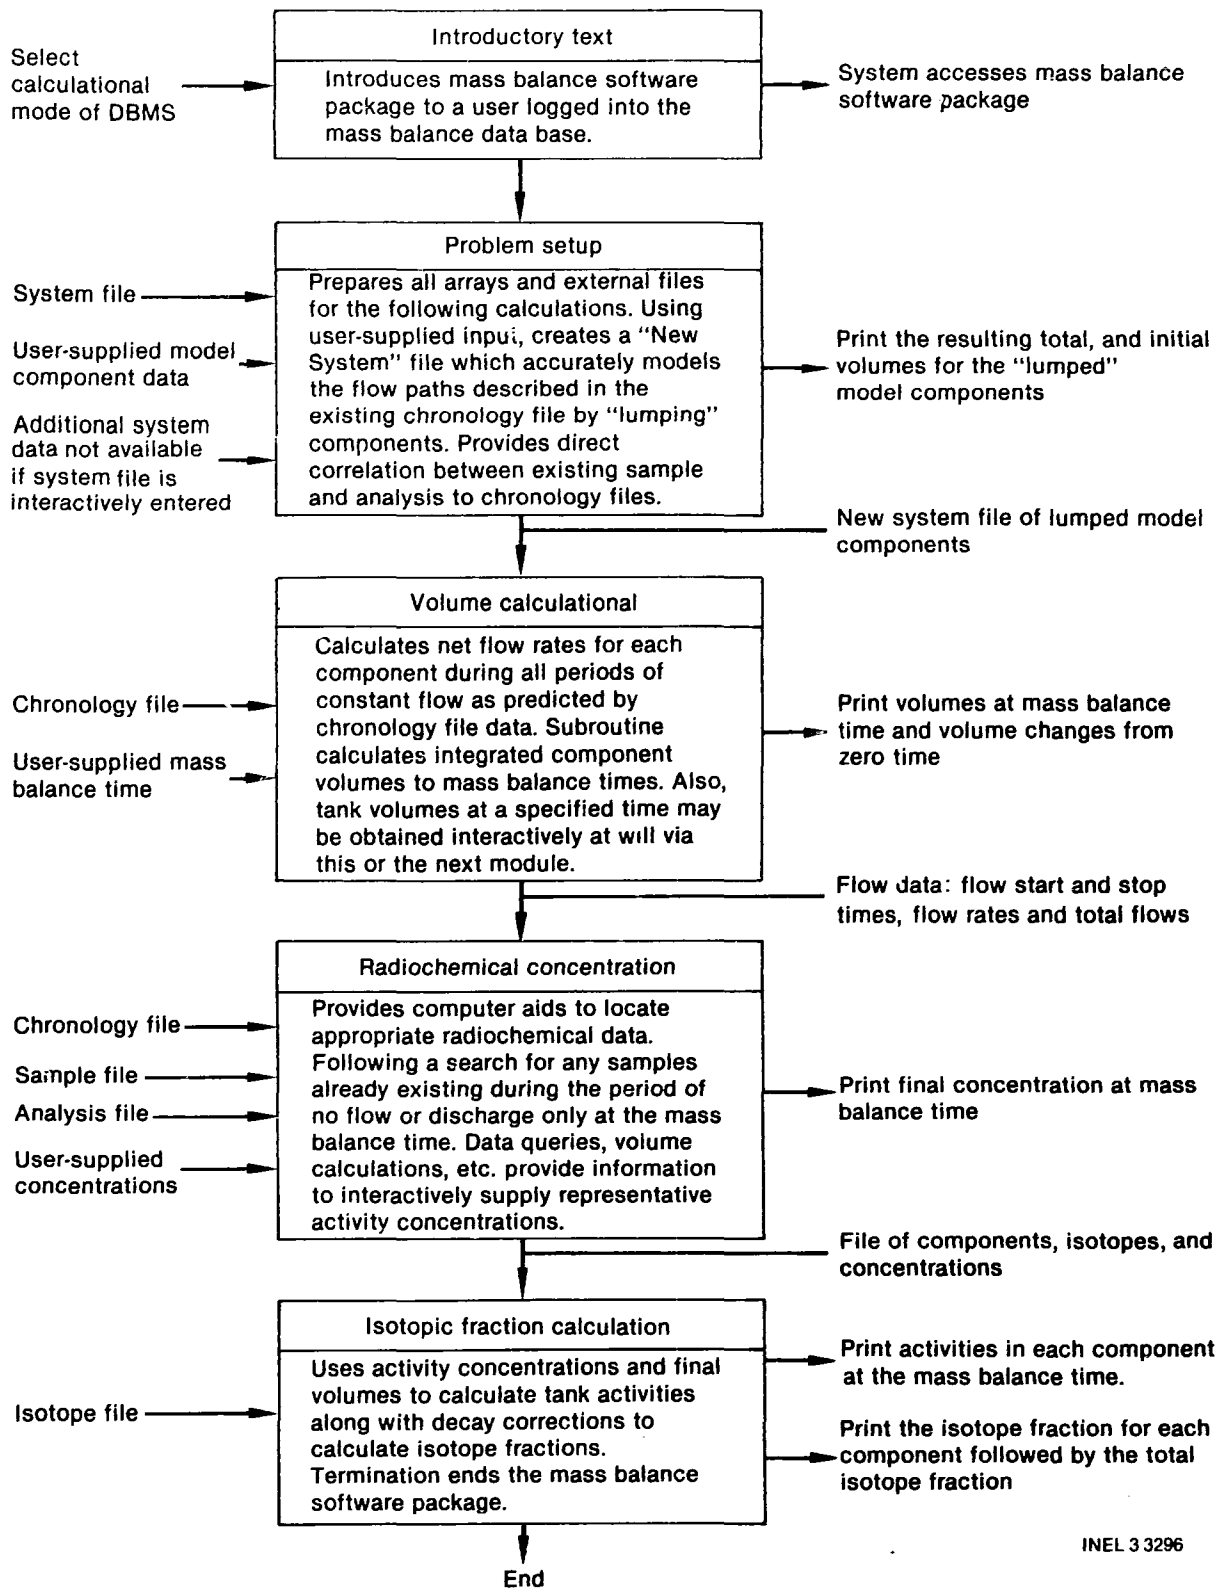 Introductory text
Select
calculational
mode of DBMS
Introduces mass balance software
package to a user logged into the
mass balance data base.
System accesses mass balance
software package
Problem setup
System file
User-supplied model
component data
Additional system
data not available
if system file is
interactively entered
Prepares all arrays and external files
for the following calculations. Using
user-supplied input, creates a "New
System" file which accurately models
the flow paths described in the
existing chronology file by "lumping"
components. Provides direct
correlation between existing sample
and analysis to chronology files.
Print the resulting total, and initial
volumes for the "lumped"
model components
New system file of lumped model
components
Volume calculational
Chronology file
User-supplied mass
balance time
Calculates net flow rates for each
component during all periods of
constant flow as predicted by
chronology file data. Subroutine
calculates integrated component
volumes to mass balance times. Also,
tank volumes at a specified time may
be obtained interactively at will via
this or the next module.
Print volumes at mass balance
time and volume changes from
zero time
Flow data: flow start and stop
times, flow rates and total flows
Radiochemical concentration
Chronology file
Sample file
Analysis file
User-supplied
concentrations
Provides computer aids to locate
appropriate radiochemical data.
Following a search for any samples
already existing during the period of
no flow or discharge only at the mass
balance time. Data queries, volume
calculations, etc. provide information
to interactively supply representative
activity concentrations.
Print final concentration at mass
balance time
File of components, isotopes, and
concentrations
Isotopic fraction calculation
Isotope file
Uses activity concentrations and final
volumes to calculate tank activities
along with decay corrections to
calculate isotope fractions.
Termination ends the mass balance
software package.
Print activities in each component
at the mass balance time.
Print the isotope fraction for each
component followed by the total
isotope fraction
INEL 3 3296
End